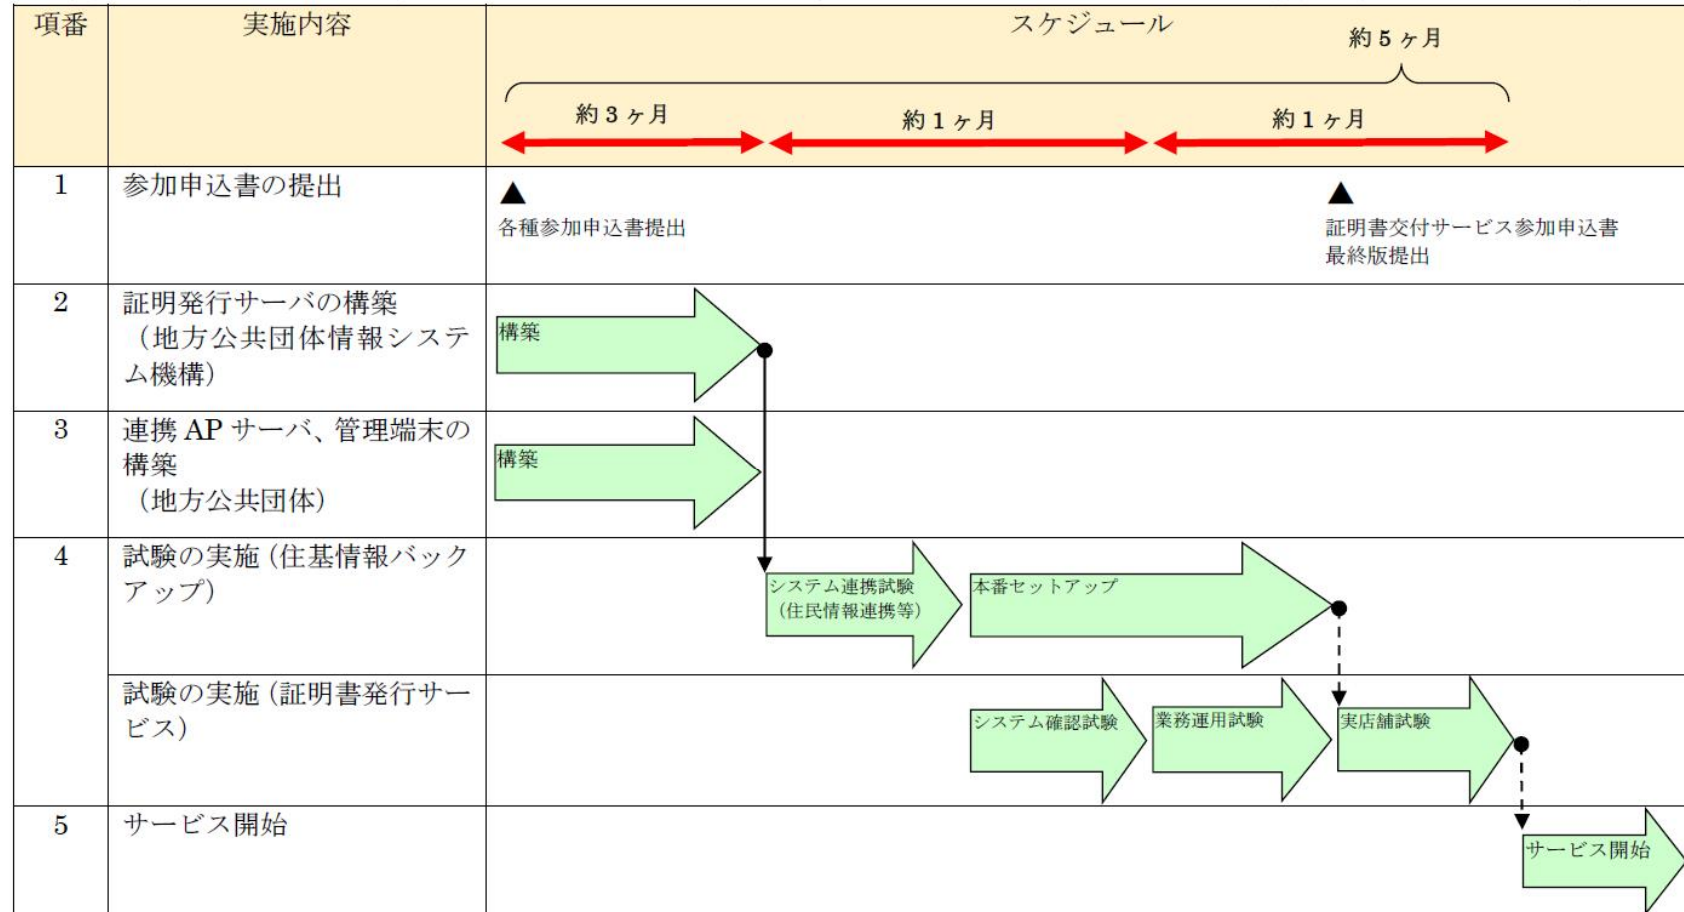 項番
実施内容
スケジュール
約 5 ヶ月
約 3 ヶ月
約 1 ヶ月
約 1 ヶ月
1
参加申込書の提出
▲
▲
各種参加申込書提出
証明書交付サービス参加申込書
最終版提出
2
証明発行サーバの構築
（地方公共団体情報システ
ム機構）
構築
3
連携 AP サーバ、管理端末の
構築
（地方公共団体）
構築
4
試験の実施（住基情報バック
アップ）
システム連携試験
（住民情報連携等）
本番セットアップ
試験の実施（証明書発行サー
ビス）
システム確認試験
業務運用試験
実店舗試験
5
サービス開始
サービス開始